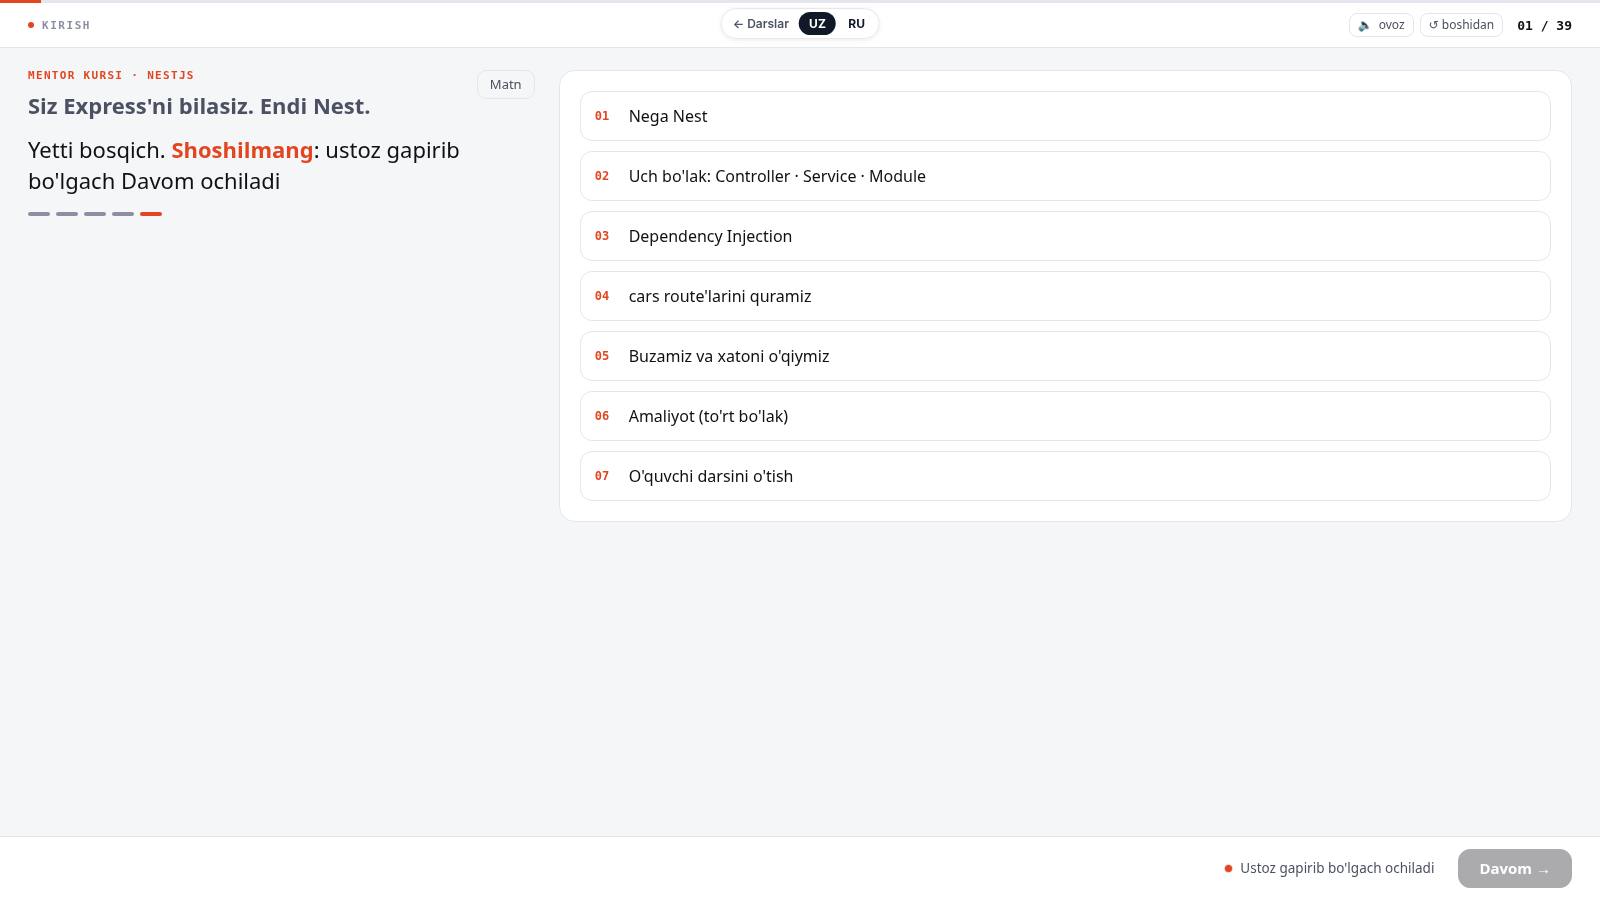 KIRISH
← Darslar UZ RU
ovoz
↺ boshidan
01 / 39
MENTOR KURSI · NESTJS
Siz Express'ni bilasiz. Endi Nest.
Matn
Yetti bosqich. Shoshilmang: ustoz gapirib
bo'lgach Davom ochiladi
01 Nega Nest
02 Uch bo'lak: Controller · Service · Module
03 Dependency Injection
04 cars route'larini quramiz
05 Buzamiz va xatoni o'qiymiz
06 Amaliyot (to'rt bo'lak)
07 O'quvchi darsini o'tish
Ustoz gapirib bo'lgach ochiladi
Davom →